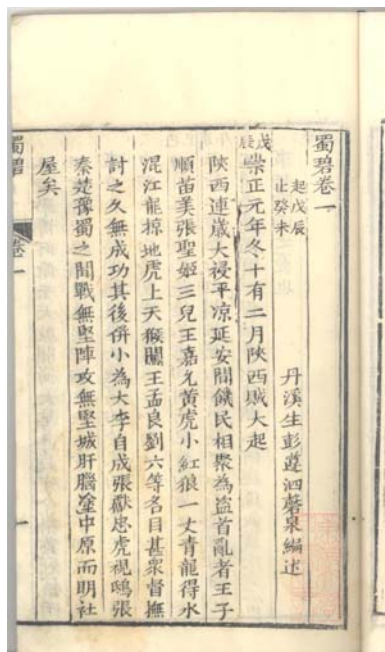 蜀碧卷一
起戊辰
止癸未
丹溪生彭遵泗磬泉編述
戊辰崇正元年冬十有二月陝西賊大起
陝西連歲大祲平凉延安間饑民相聚為盜首亂者王子
順苗美張聖姬三兒王嘉允黃虎小紅狼一丈青龍得水
混江龍掠地虎上天猴闖王孟良劉六等各目甚衆督撫
討之久無成功其後併小為大李自成張獻忠虎視鴟張
秦楚豫蜀之間戰無堅陣攻無堅城肝腦塗中原而明社
屋矣
蜀碧
卷一
一